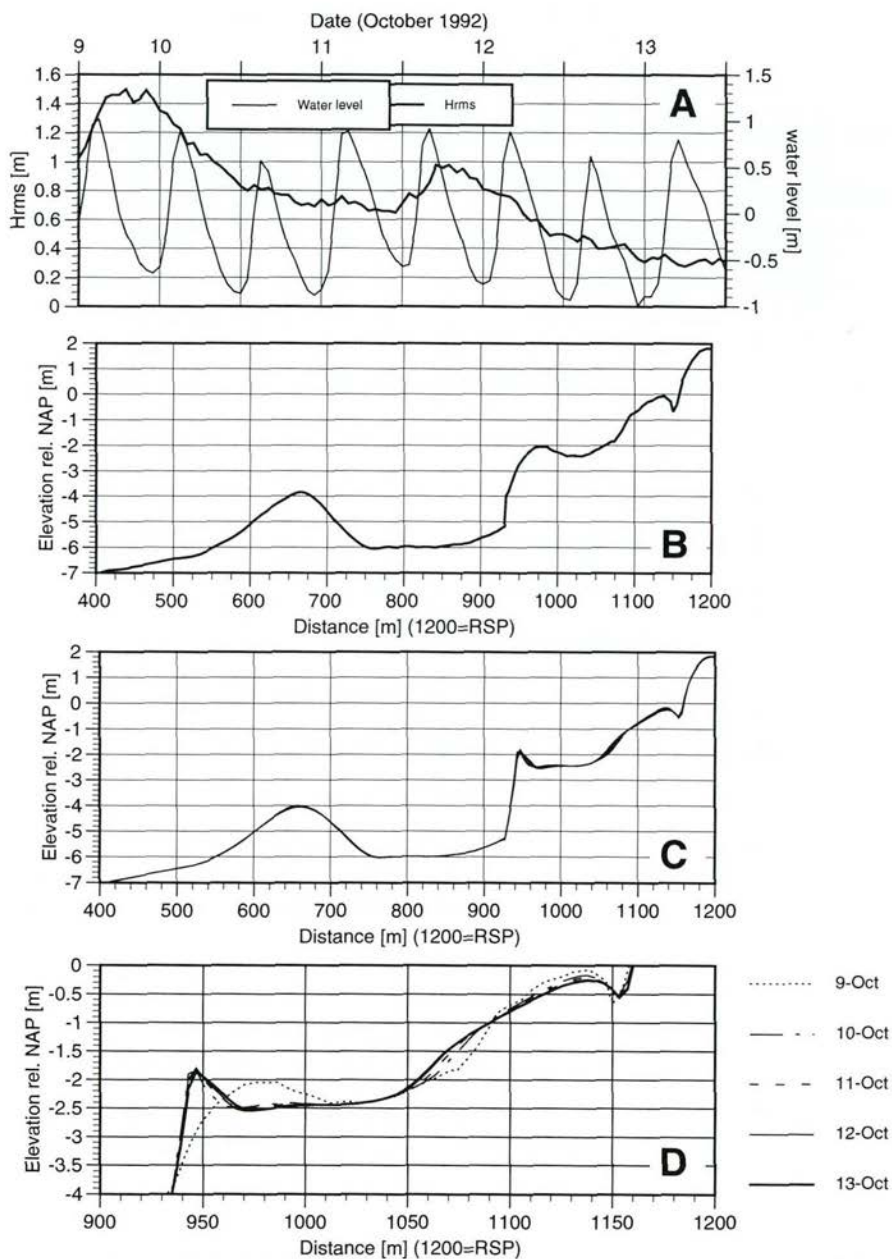 Date (October 1992)
9 10 11 12 13
1.6
1.4
1.2
1
0.8
0.6
0.4
0.2
0
Hrms [m]
Water level
Hrms
A
1.5
1
0.5
0
-0.5
-1
water level [m]
2
1
0
-1
-2
-3
-4
-5
-6
-7
Elevation rel. NAP [m]
B
400 500 600 700 800 900 1000 1100 1200
Distance [m] (1200=RSP)
2
1
0
-1
-2
-3
-4
-5
-6
-7
Elevation rel. NAP [m]
C
400 500 600 700 800 900 1000 1100 1200
Distance [m] (1200=RSP)
0
-0.5
-1
-1.5
-2
-2.5
-3
-3.5
-4
Elevation rel. NAP [m]
D
900 950 1000 1050 1100 1150 1200
Distance [m] (1200=RSP)
9-Oct
10-Oct
11-Oct
12-Oct
13-Oct